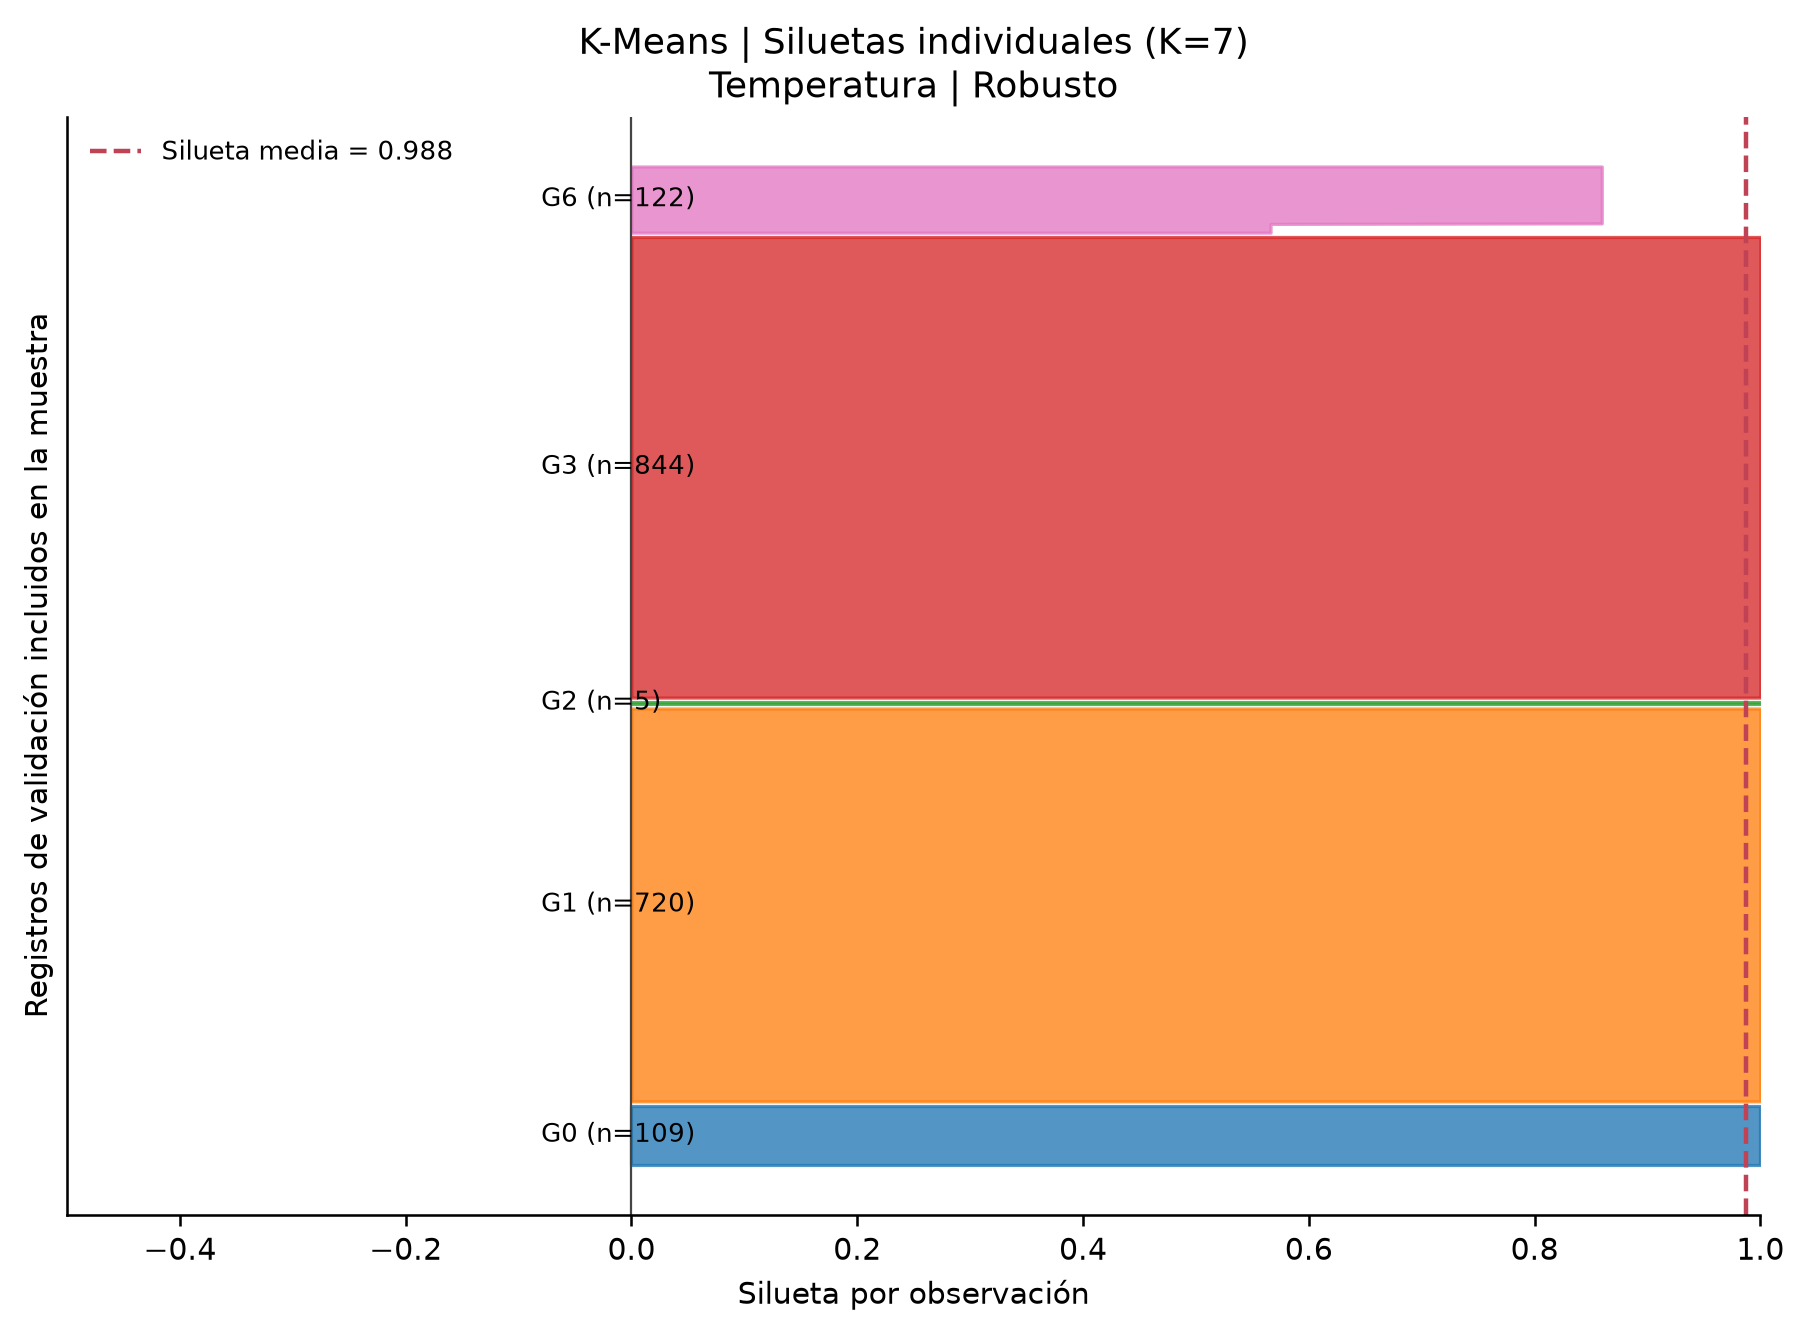 K-Means | Siluetas individuales (K=7)
Temperatura | Robusto
Silueta media = 0.988
Registros de validación incluidos en la muestra
G6 (n=122)
G3 (n=844)
G2 (n=5)
G1 (n=720)
G0 (n=109)
−0.4 −0.2 0.0 0.2 0.4 0.6 0.8 1.0
Silueta por observación